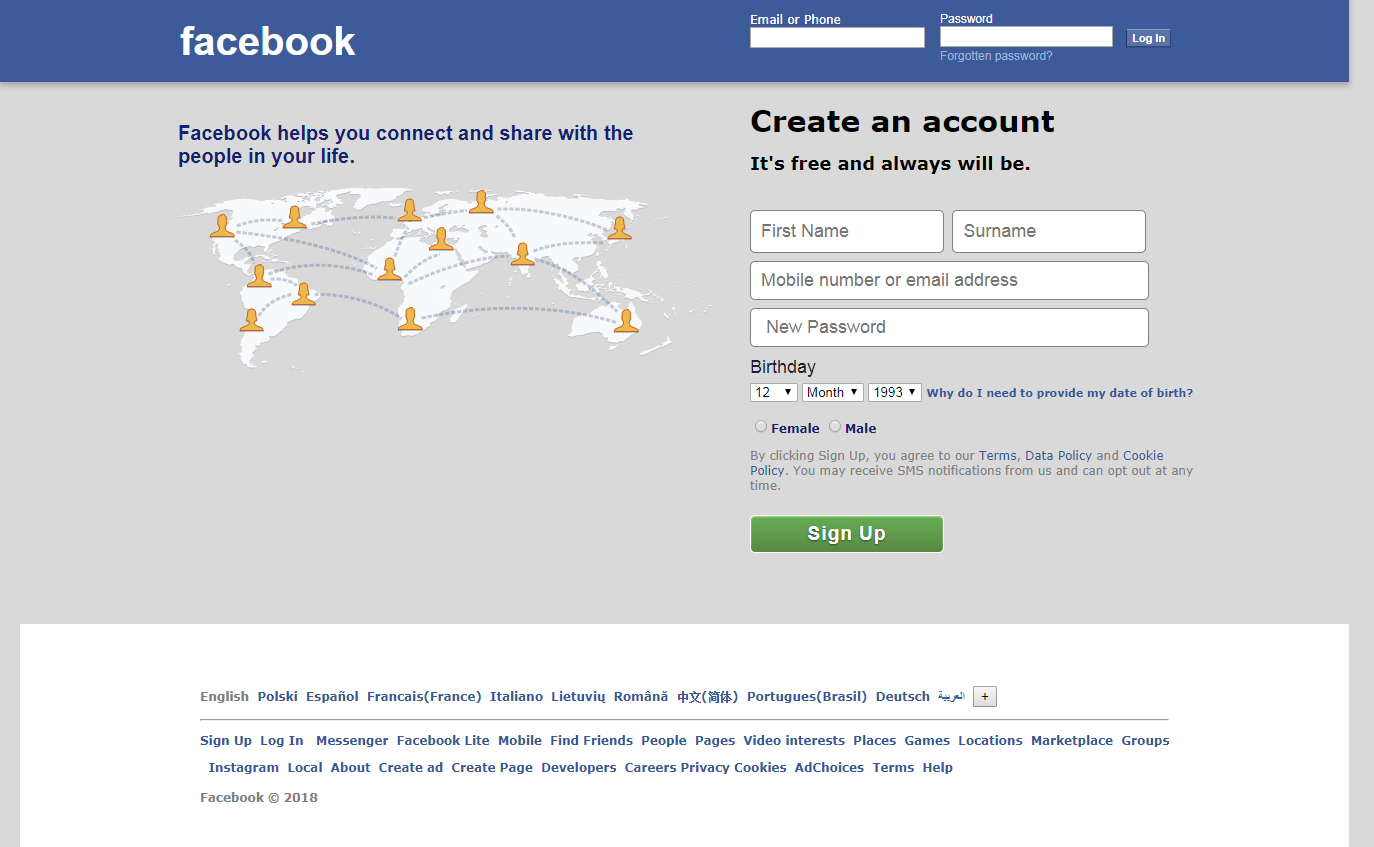 facebook
Email or Phone
Password
Log In
Forgotten password?
Facebook helps you connect and share with the
people in your life.
Create an account
It's free and always will be.
First Name
Surname
Mobile number or email address
New Password
Birthday
12 Month 1993 Why do I need to provide my date of birth?
Female Male
By clicking Sign Up, you agree to our Terms, Data Policy and Cookie
Policy. You may receive SMS notifications from us and can opt out at any
time.
Sign Up
English Polski Español Francais(France) Italiano Lietuvių Română 中文(简体) Portugues(Brasil) Deutsch العربية +
Sign Up Log In Messenger Facebook Lite Mobile Find Friends People Pages Video interests Places Games Locations Marketplace Groups
Instagram Local About Create ad Create Page Developers Careers Privacy Cookies AdChoices Terms Help
Facebook © 2018